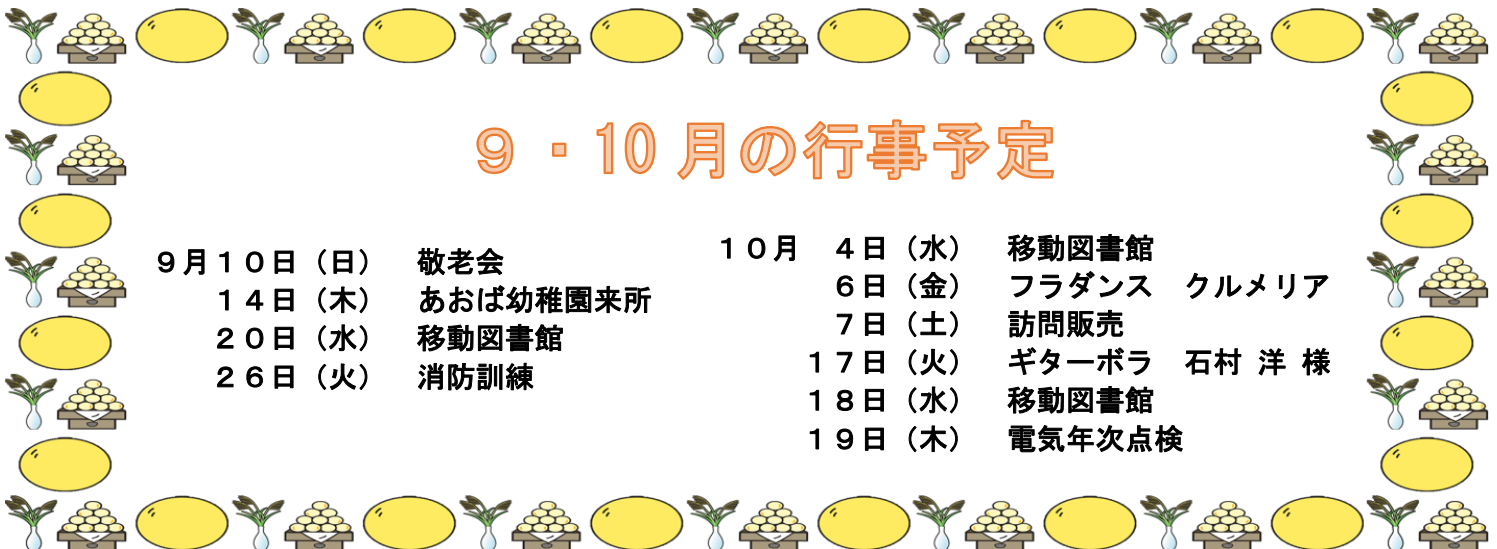 ９・10月の行事予定
９月１０日（日）　敬老会
１４日（木）　あおば幼稚園来所
２０日（水）　移動図書館
２６日（火）　消防訓練
１０月　４日（水）　移動図書館
６日（金）　フラダンス　クルメリア
７日（土）　訪問販売
１７日（火）　ギターボラ　石村 洋 様
１８日（水）　移動図書館
１９日（木）　電気年次点検